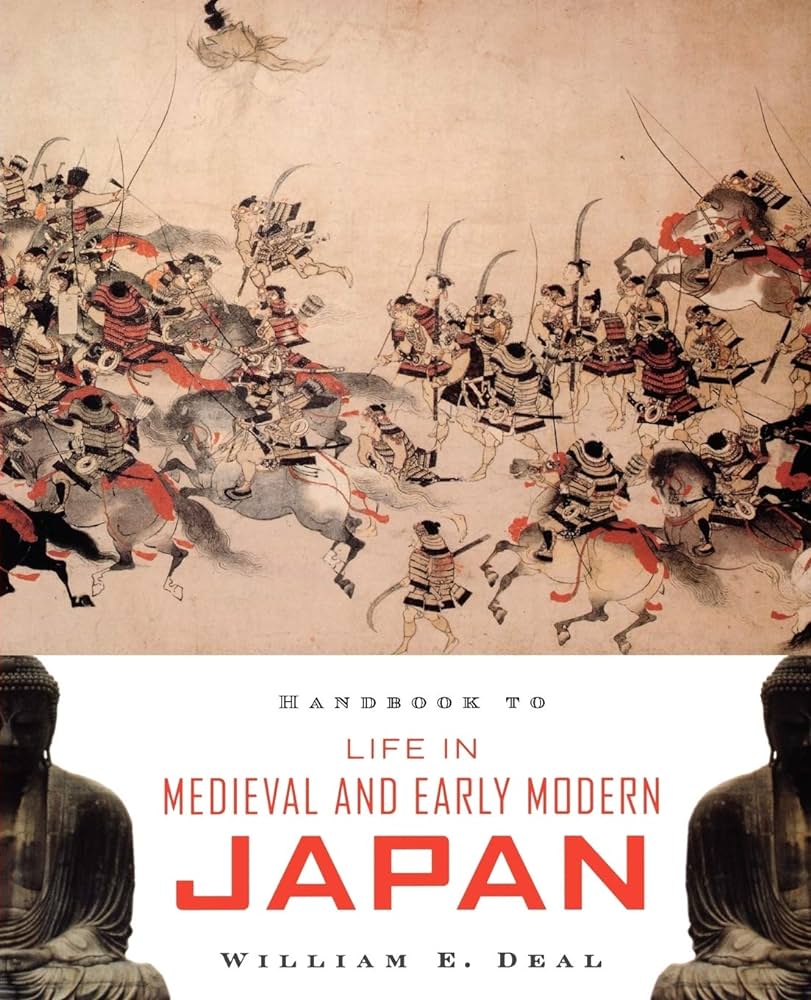 HANDBOOK TO
LIFE IN
MEDIEVAL AND EARLY MODERN
JAPAN
WILLIAM E. DEAL